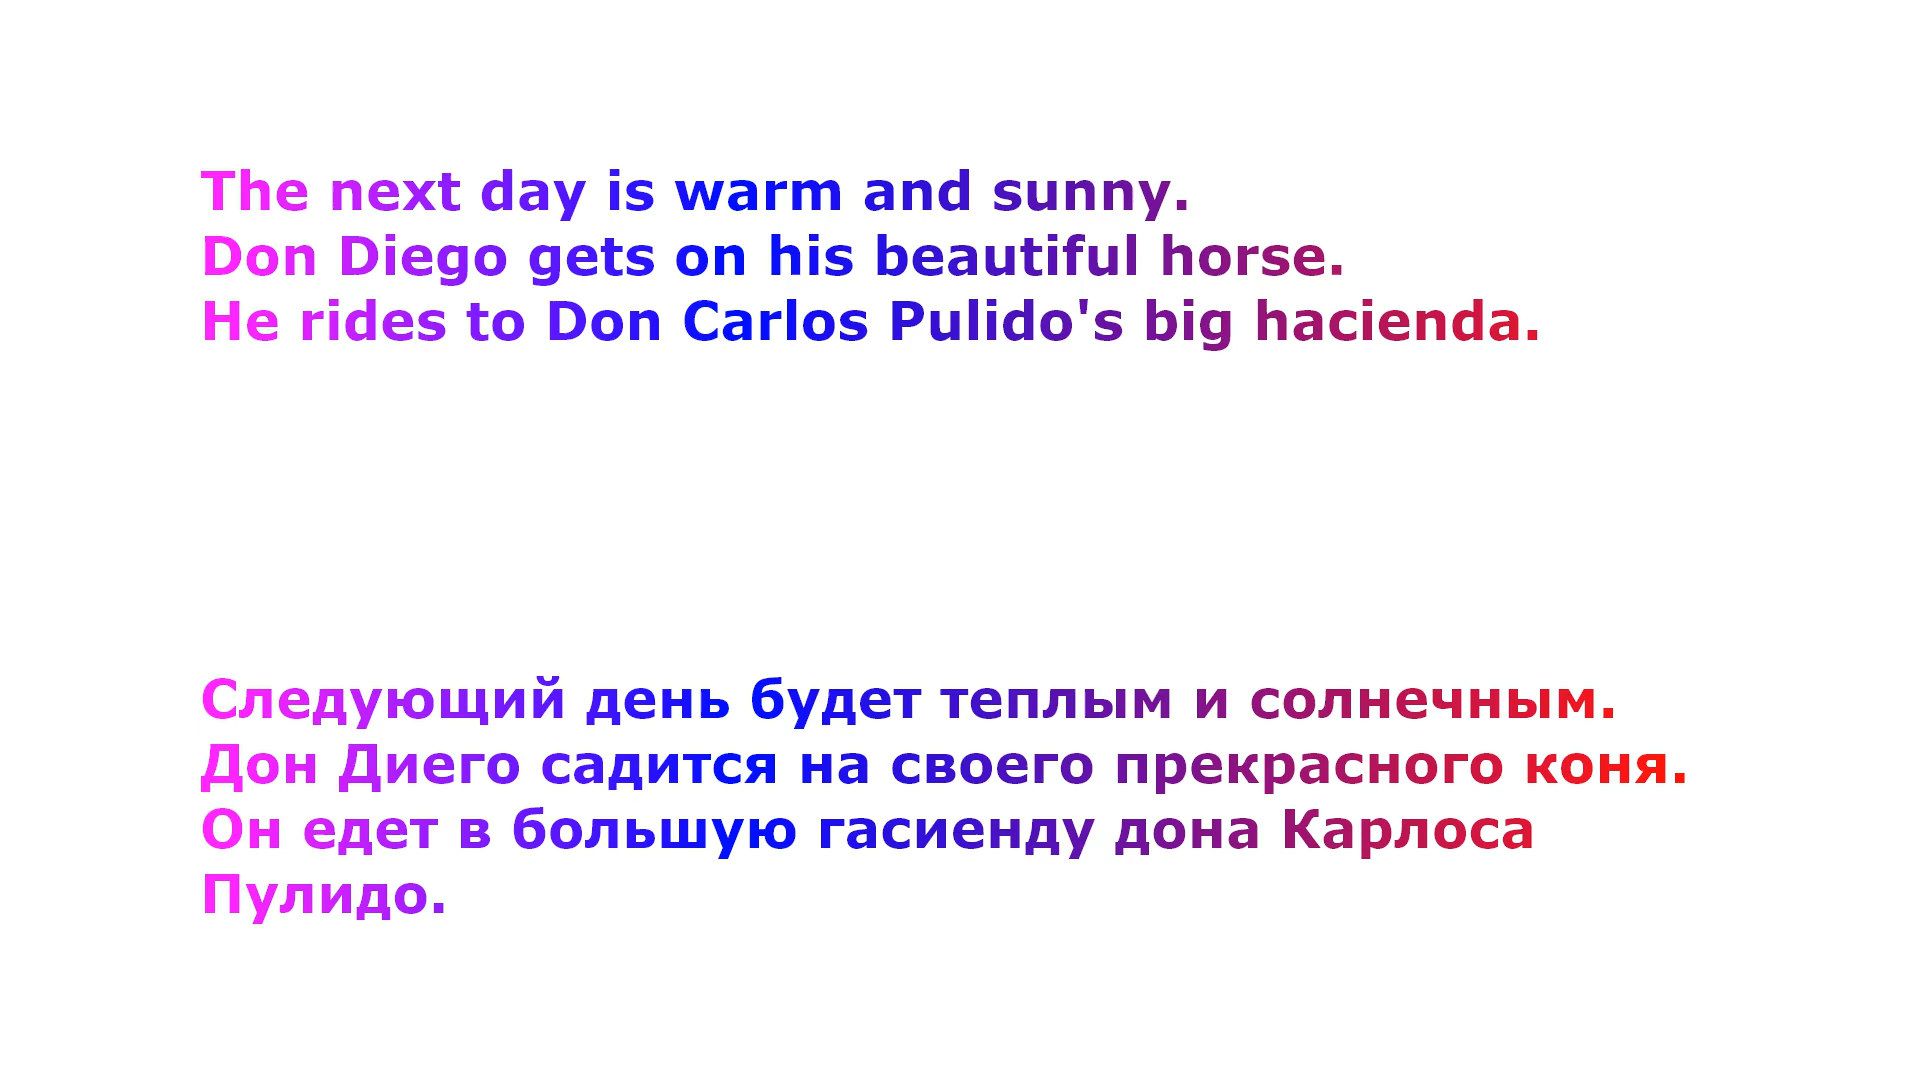 The next day is warm and sunny.
Don Diego gets on his beautiful horse.
He rides to Don Carlos Pulido's big hacienda.
Следующий день будет теплым и солнечным.
Дон Диего садится на своего прекрасного коня.
Он едет в большую гасиенду дона Карлоса
Пулидо.